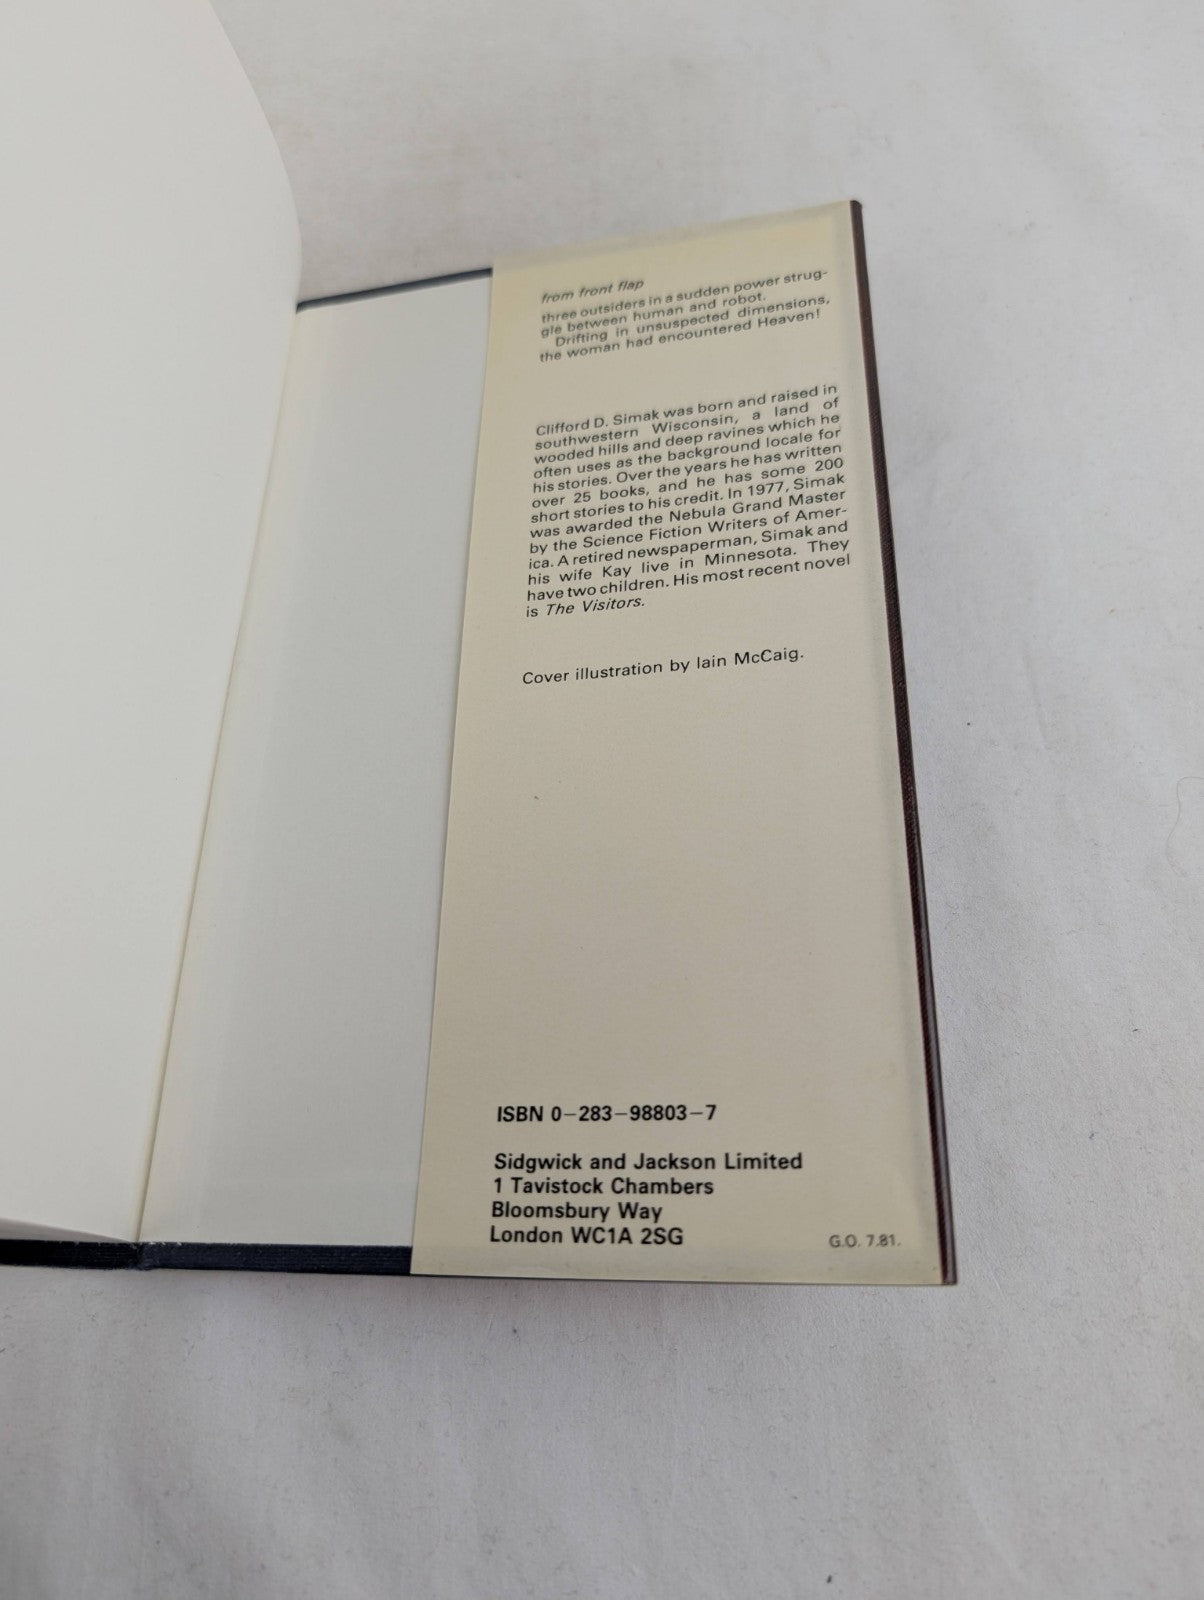 from front flap
three outsiders in a sudden power strug-
gle between human and robot.
Drifting in unsuspected dimensions,
the woman had encountered Heaven!
Clifford D. Simak was born and raised in
southwestern Wisconsin, a land of
wooded hills and deep ravines which he
often uses as the background locale for
his stories. Over the years he has written
over 25 books, and he has some 200
short stories to his credit. In 1977, Simak
was awarded the Nebula Grand Master
by the Science Fiction Writers of Amer-
ica. A retired newspaperman, Simak and
his wife Kay live in Minnesota. They
have two children. His most recent novel
is The Visitors.
Cover illustration by Iain McCaig.
ISBN 0–283–98803–7
Sidgwick and Jackson Limited
1 Tavistock Chambers
Bloomsbury Way
London WC1A 2SG
G.O. 7.81.